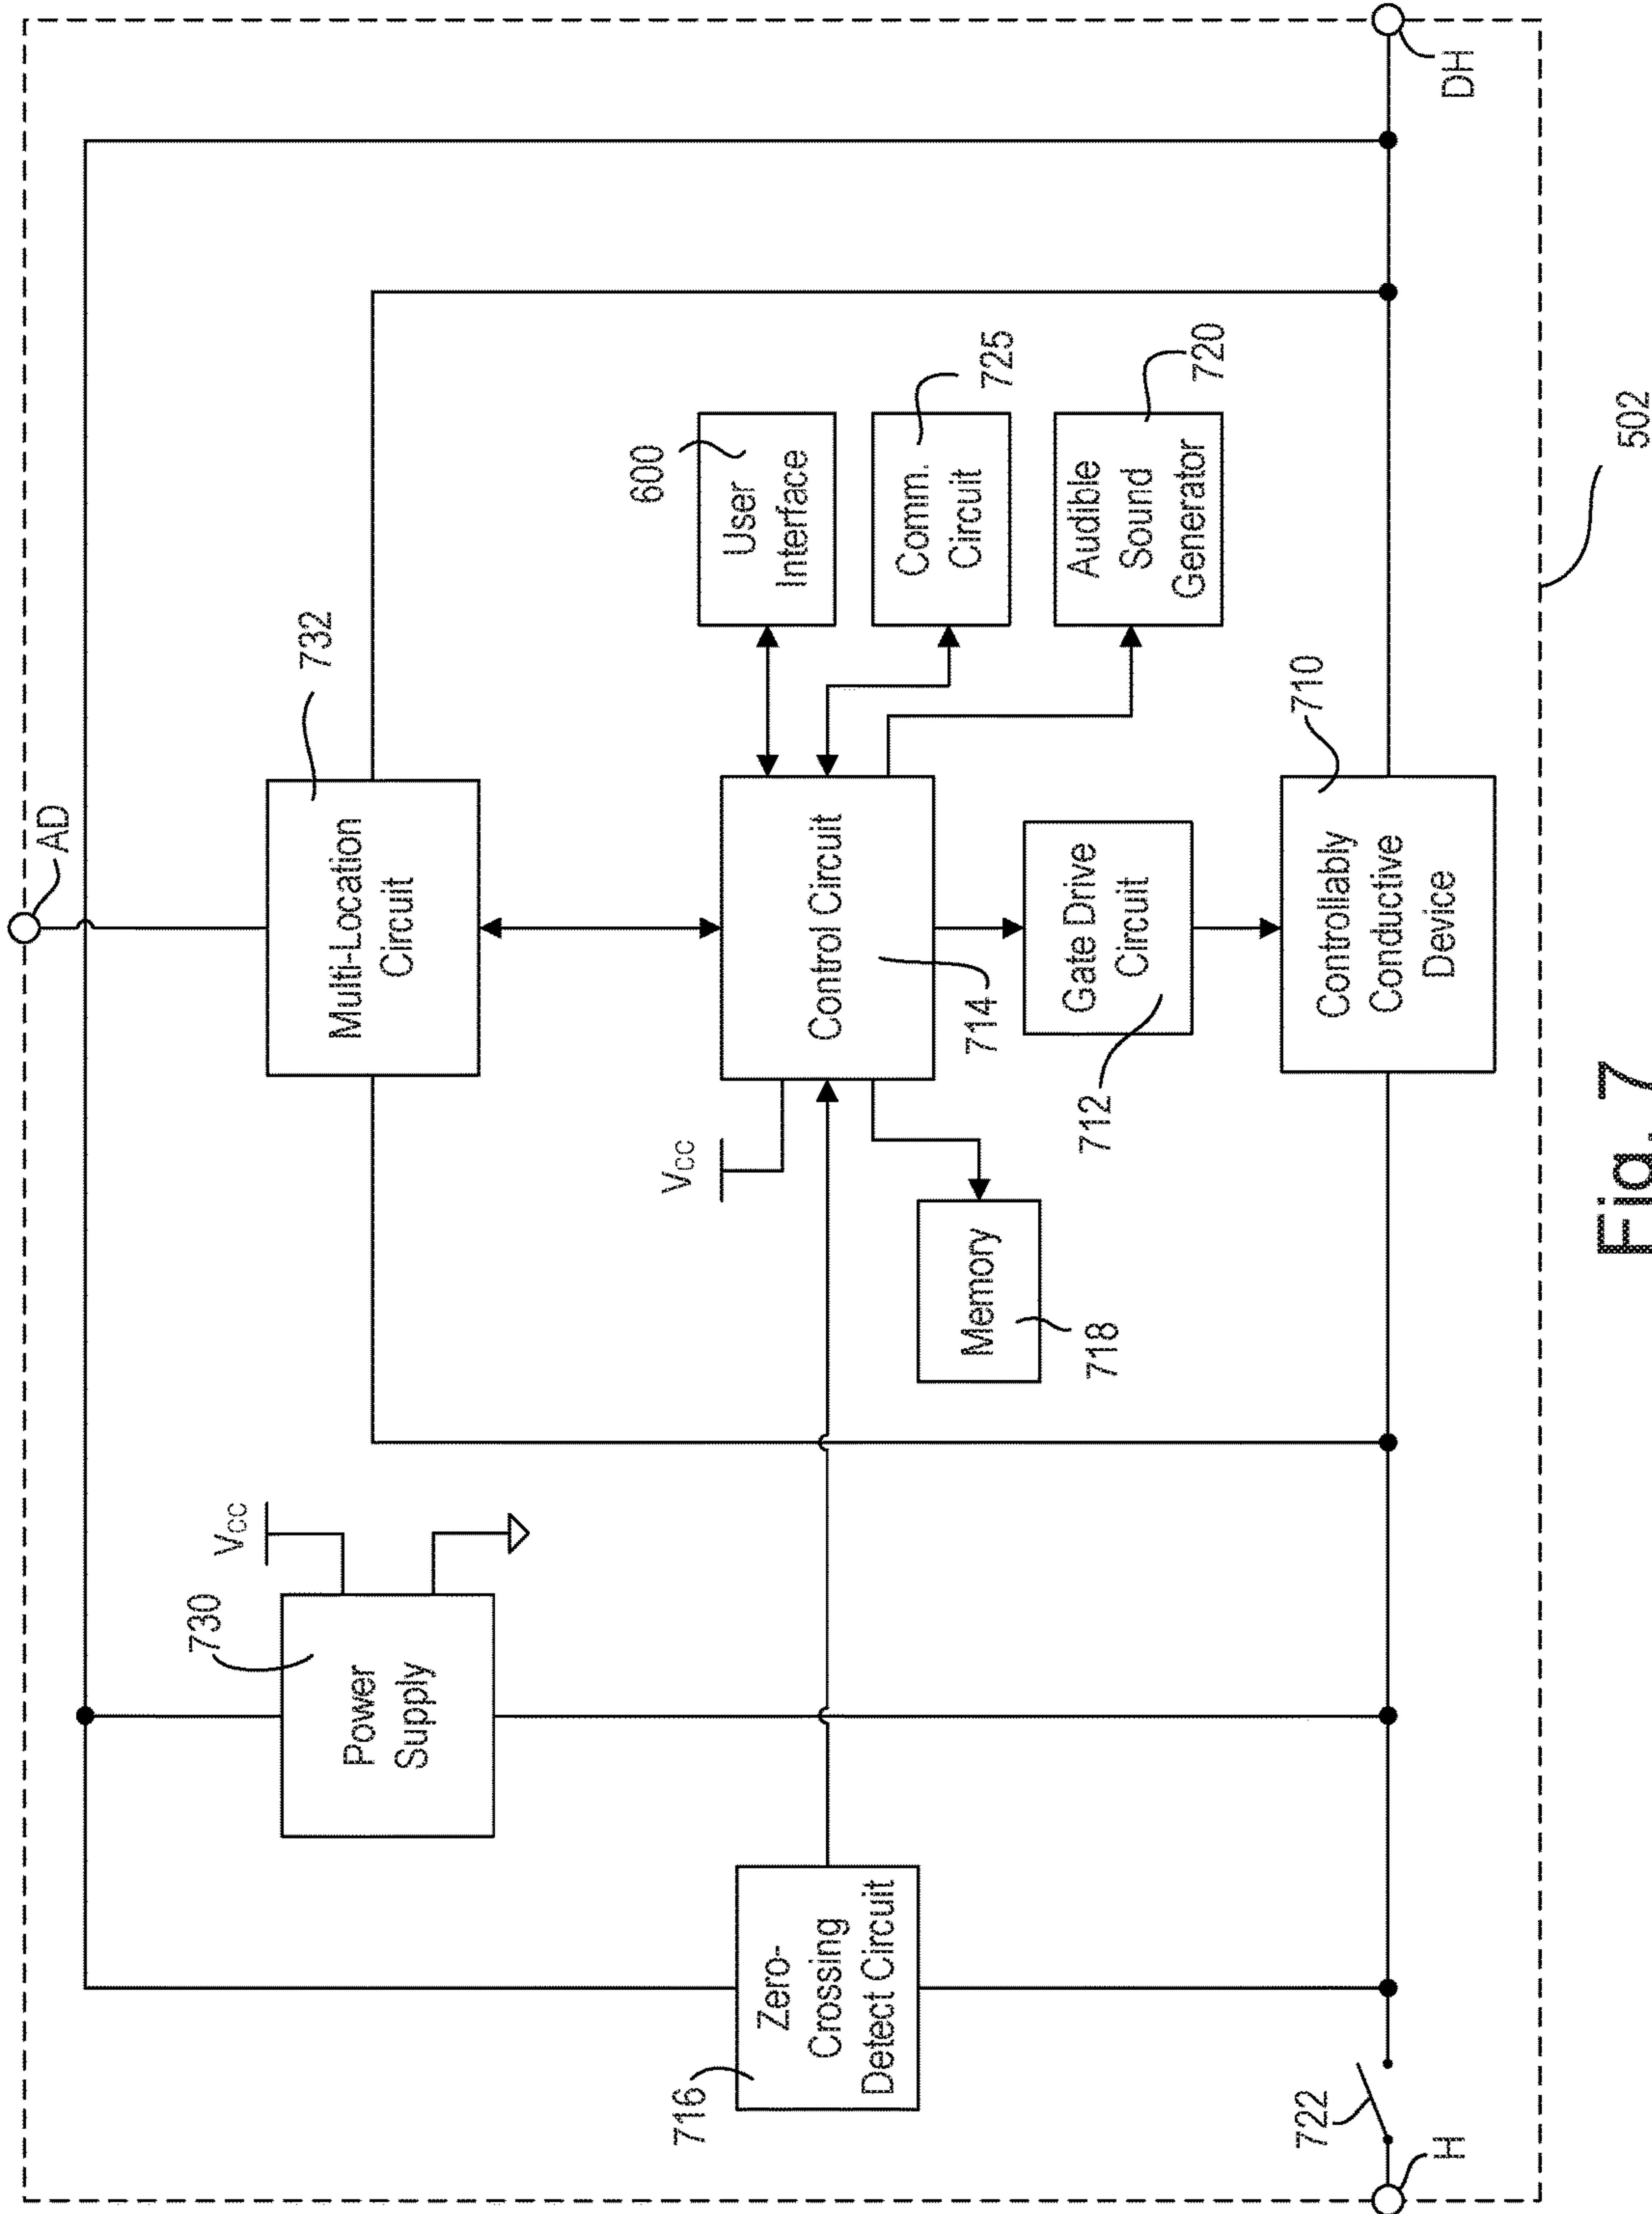 AD
732
Multi-Location
Circuit
730
Vcc
Power
Supply
600
User
Interface
725
Comm.
Circuit
720
Audible
Sound
Generator
Vcc
Control Circuit
714
716
Zero-
Crossing
Detect Circuit
Memory
718
Gate Drive
Circuit
712
710
Controllably
Conductive
Device
722
H
DH
502
Fig. 7